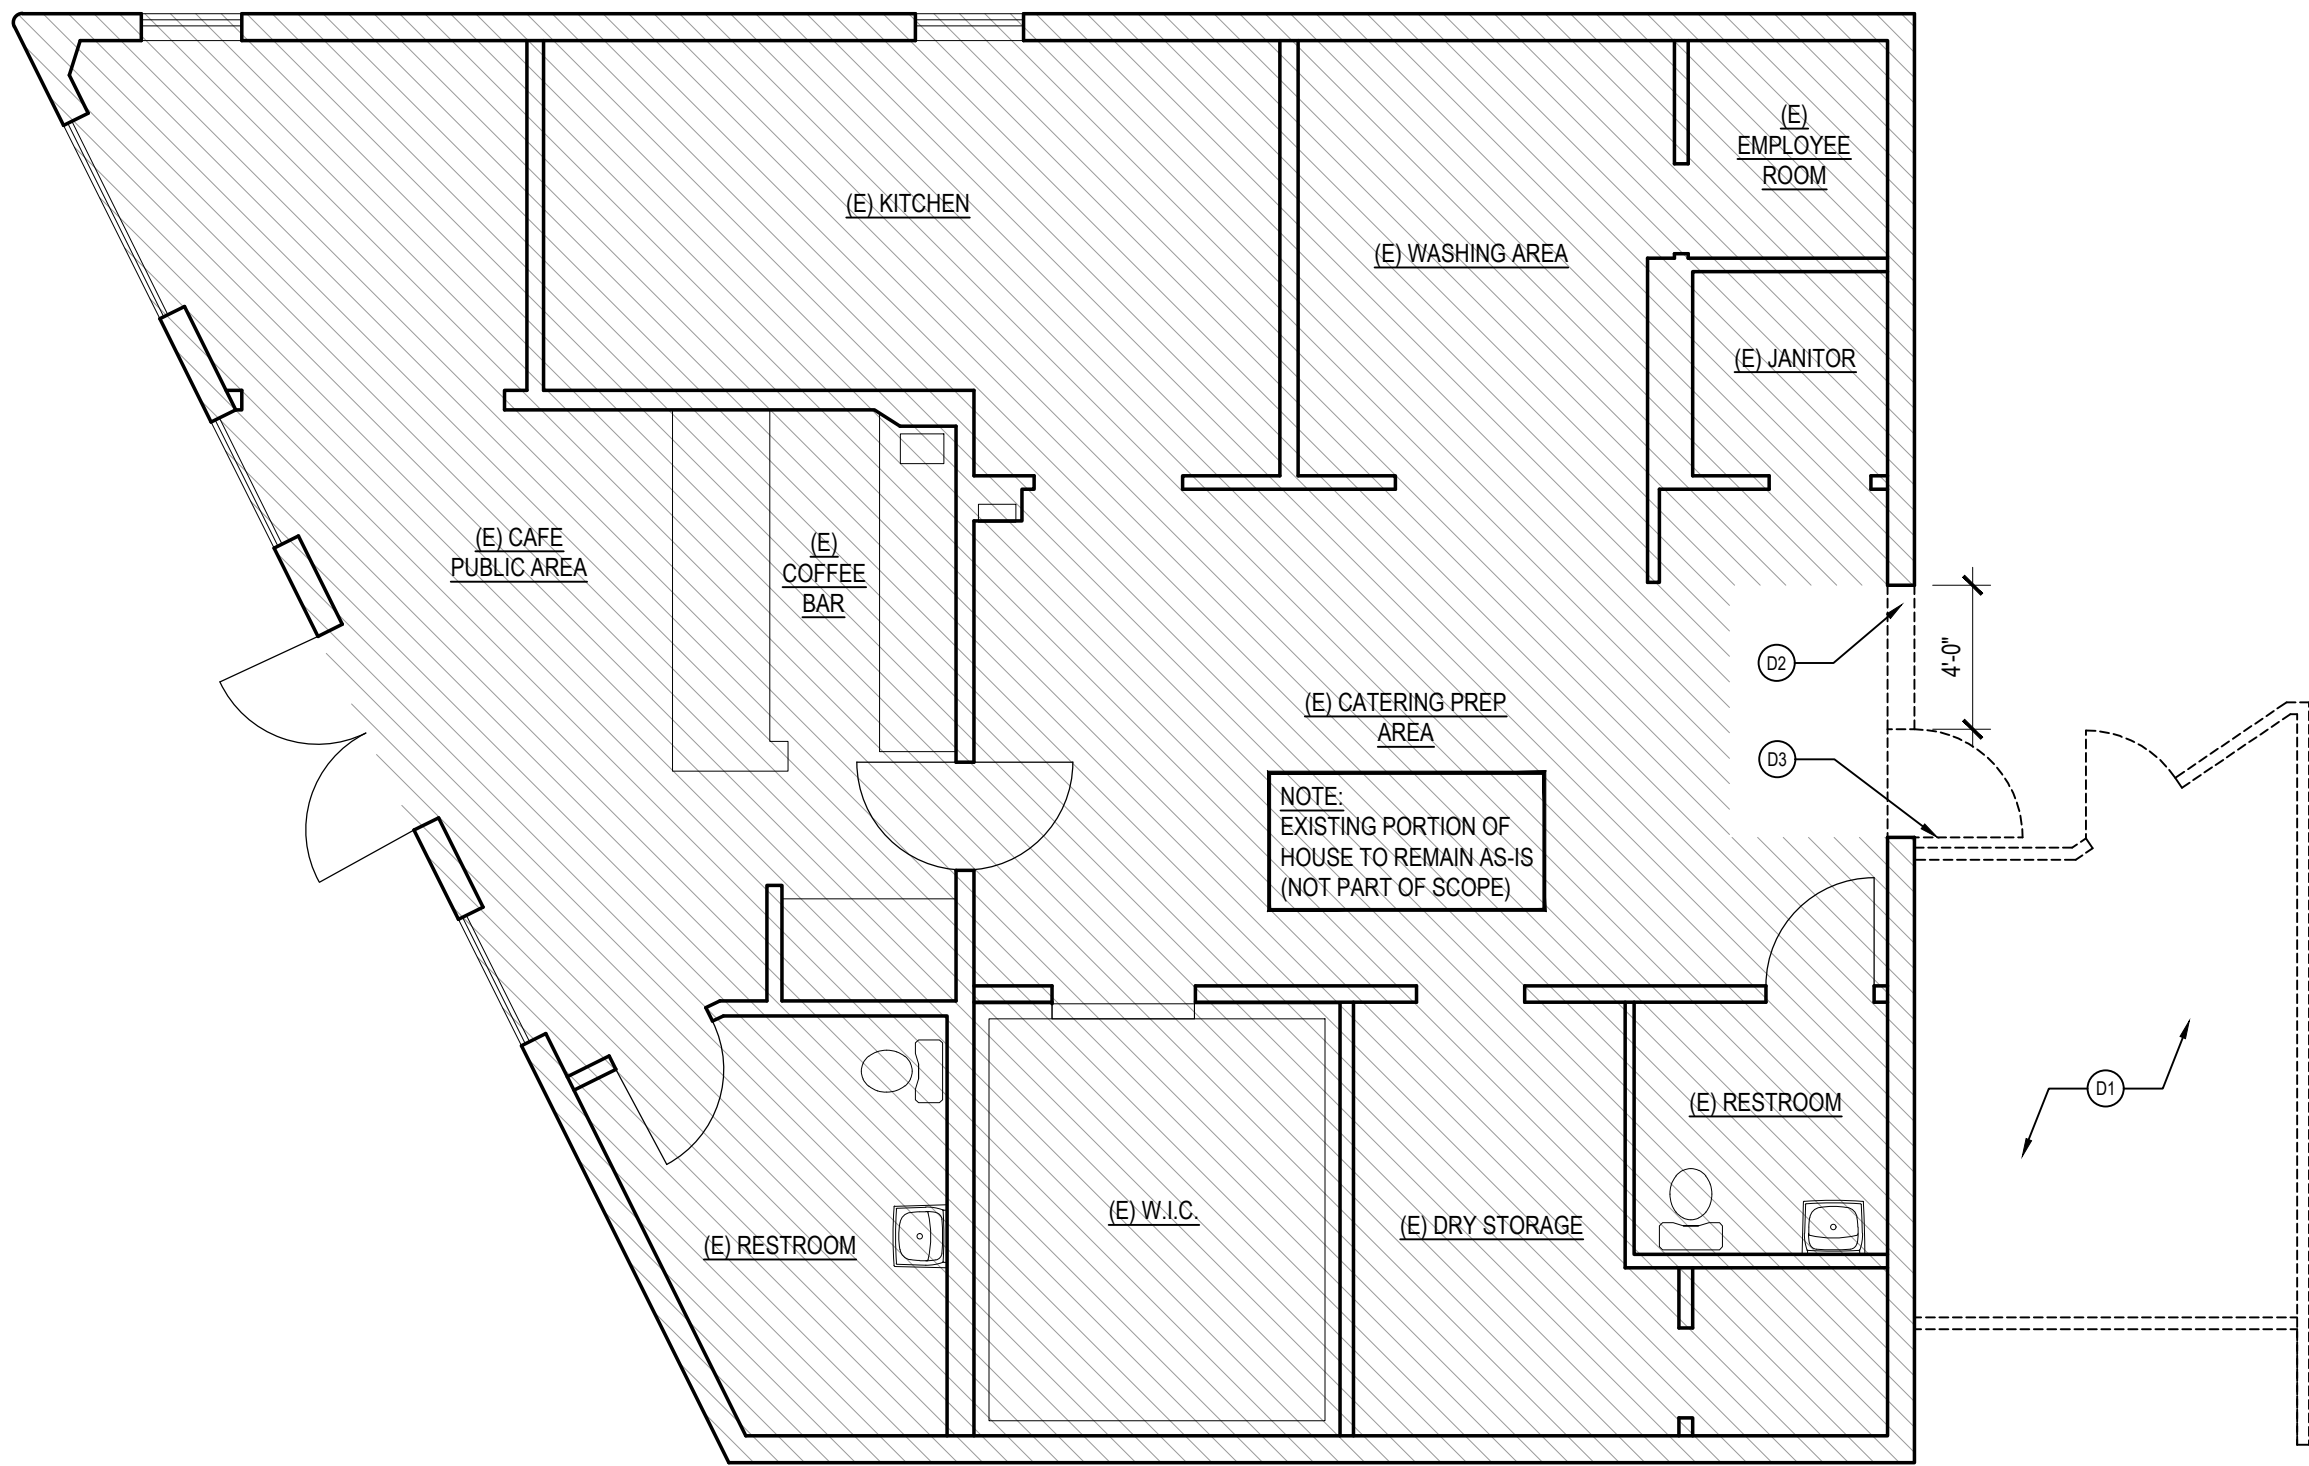 (E)
EMPLOYEE
ROOM
(E) KITCHEN
(E) WASHING AREA
(E) JANITOR
(E) CAFE
PUBLIC AREA
(E)
COFFEE
BAR
D2
4'-0"
(E) CATERING PREP
AREA
D3
NOTE:
EXISTING PORTION OF
HOUSE TO REMAIN AS-IS
(NOT PART OF SCOPE)
D1
(E) RESTROOM
(E) W.I.C.
(E) DRY STORAGE
(E) RESTROOM